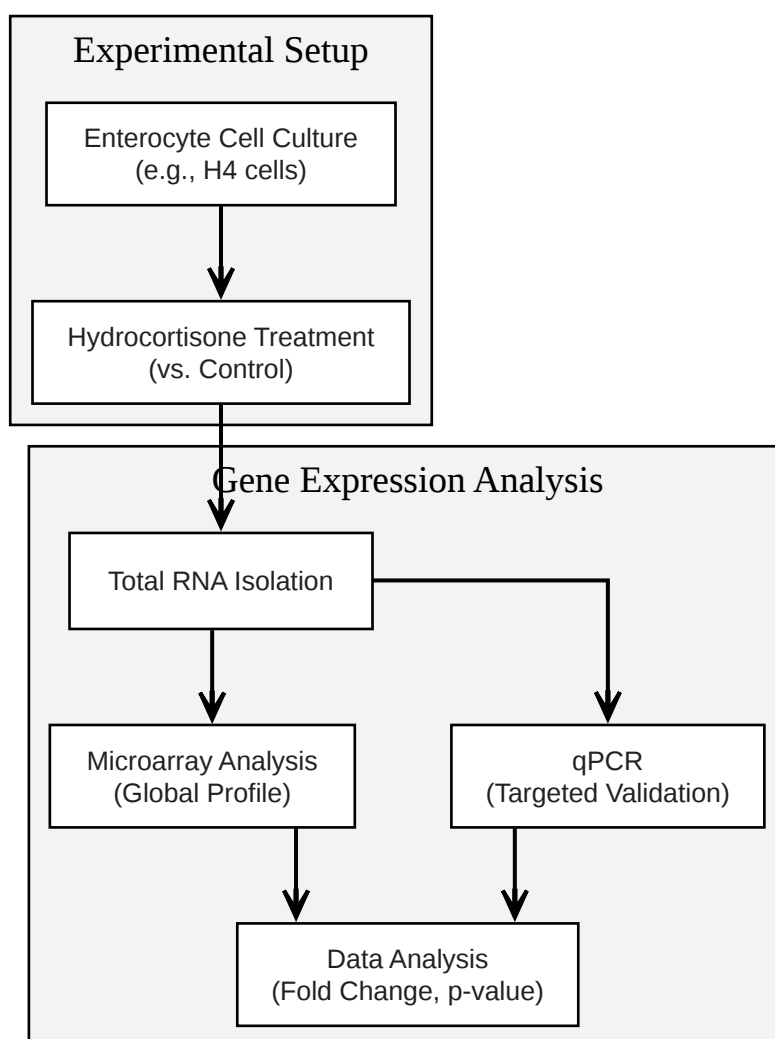 Experimental Setup
Enterocyte Cell Culture
(e.g., H4 cells)
Hydrocortisone Treatment
(vs. Control)
Gene Expression Analysis
Total RNA Isolation
Microarray Analysis
(Global Profile)
qPCR
(Targeted Validation)
Data Analysis
(Fold Change, p-value)